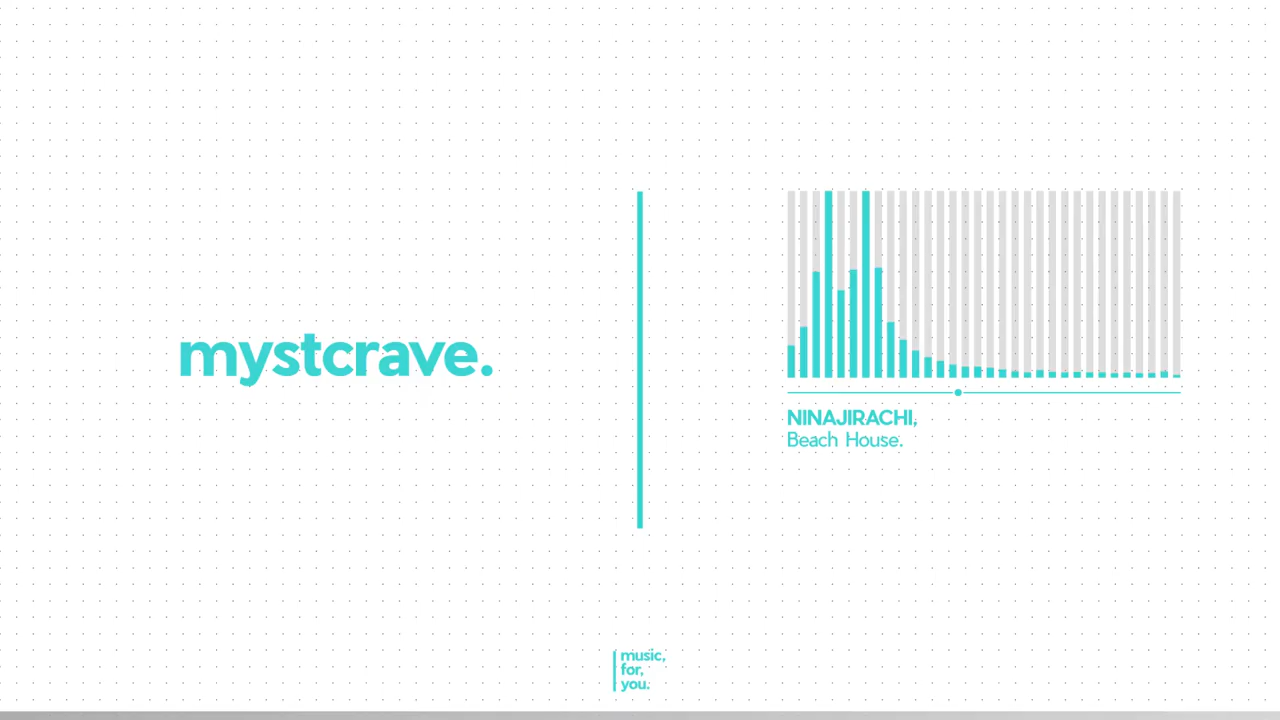 mystcrave.
NINAJIRACHI,
Beach House.
music,
for,
you.